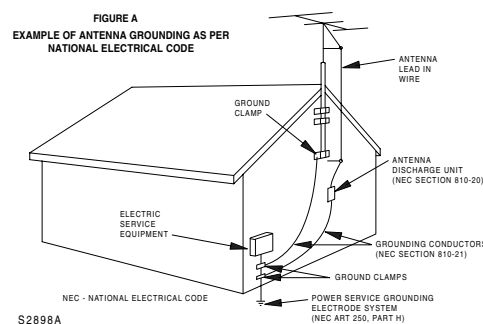 FIGURE A
EXAMPLE OF ANTENNA GROUNDING AS PER
NATIONAL ELECTRICAL CODE
ANTENNA
LEAD IN
WIRE
GROUND
CLAMP
ANTENNA
DISCHARGE UNIT
(NEC SECTION 810-20)
ELECTRIC
SERVICE
EQUIPMENT
GROUNDING CONDUCTORS
(NEC SECTION 810-21)
GROUND CLAMPS
NEC - NATIONAL ELECTRICAL CODE
POWER SERVICE GROUNDING
ELECTRODE SYSTEM
(NEC ART 250, PART H)
S2898A